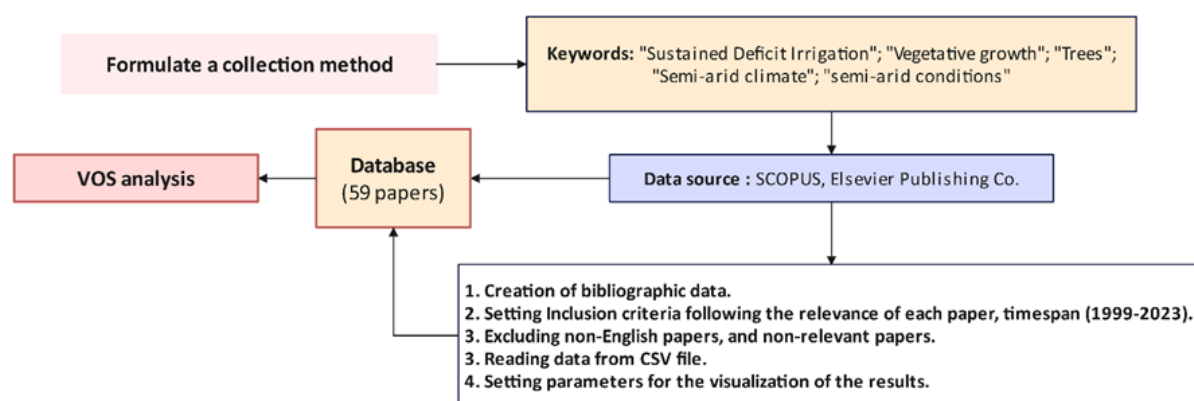 Formulate a collection method
Keywords: "Sustained Deficit Irrigation"; "Vegetative growth"; "Trees";
"Semi-arid climate"; "semi-arid conditions"
VOS analysis
Database
(59 papers)
Data source : SCOPUS, Elsevier Publishing Co.
1. Creation of bibliographic data.
2. Setting Inclusion criteria following the relevance of each paper, timespan (1999-2023).
3. Excluding non-English papers, and non-relevant papers.
3. Reading data from CSV file.
4. Setting parameters for the visualization of the results.